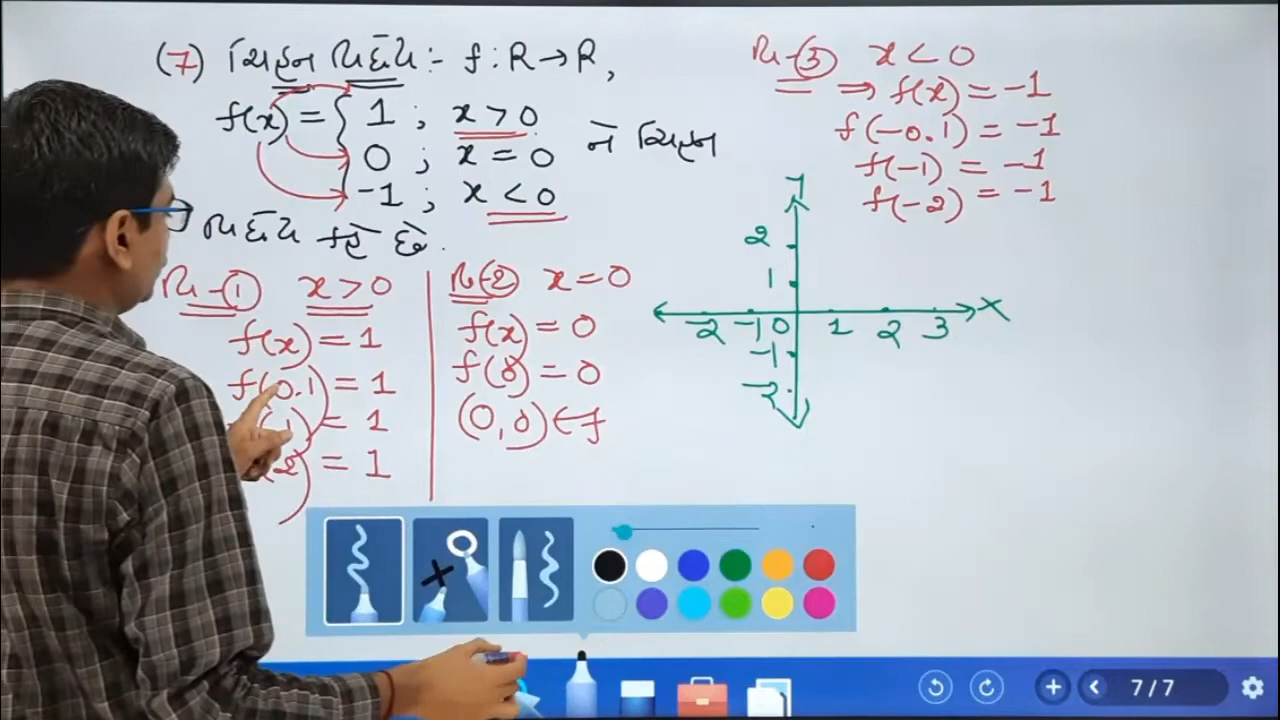 (7) ચિહ્ન વિધેય :- f : R → R,
f(x) = { 1 ; x > 0
0 ; x = 0 ને ચિહ્ન
-1 ; x < 0
વિધેય કહે છે.
વિ-① x > 0
f(x) = 1
f(0.1) = 1
(1) = 1
(2) = 1
વિ-② x = 0
f(x) = 0
f(0) = 0
(0, 0) ∈ f
વિ-③ x < 0
⇒ f(x) = -1
f(-0.1) = -1
f(-1) = -1
f(-2) = -1
Y
2
1
-2 -1 0 1 2 3 X
-1
-2
7 / 7